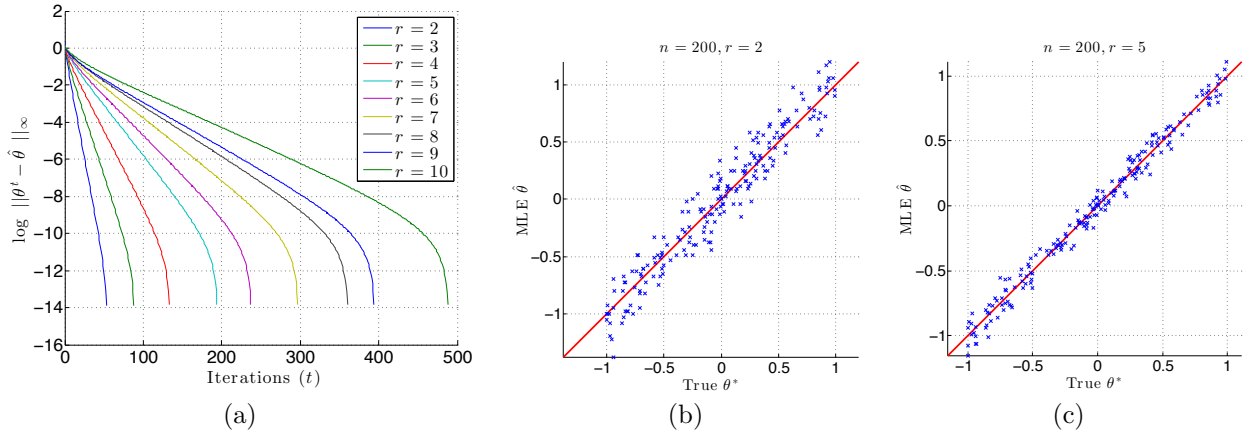 2
0
−2
−4
−6
−8
−10
−12
−14
−16
0
100
200
300
400
500
log ||θ^t − θ̂ ||_∞
Iterations (t)
r = 2
r = 3
r = 4
r = 5
r = 6
r = 7
r = 8
r = 9
r = 10
(a)
n = 200, r = 2
1
0.5
0
−0.5
−1
−1
−0.5
0
0.5
1
MLE θ̂
True θ*
(b)
n = 200, r = 5
1
0.5
0
−0.5
−1
−1
−0.5
0
0.5
1
MLE θ̂
True θ*
(c)